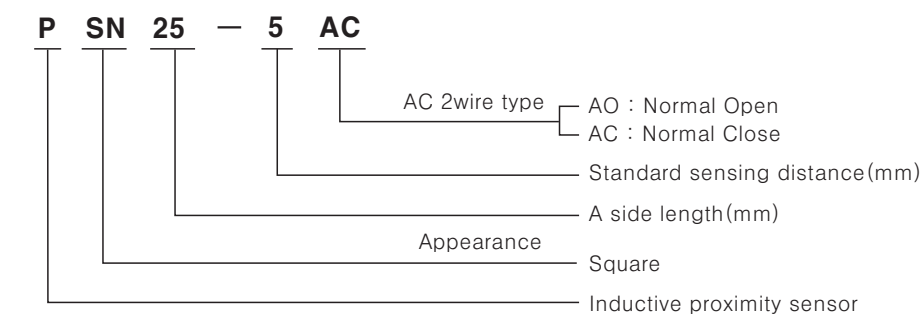 P SN 25 — 5 AC
AC 2wire type
AO : Normal Open
AC : Normal Close
Standard sensing distance(mm)
A side length(mm)
Appearance
Square
Inductive proximity sensor